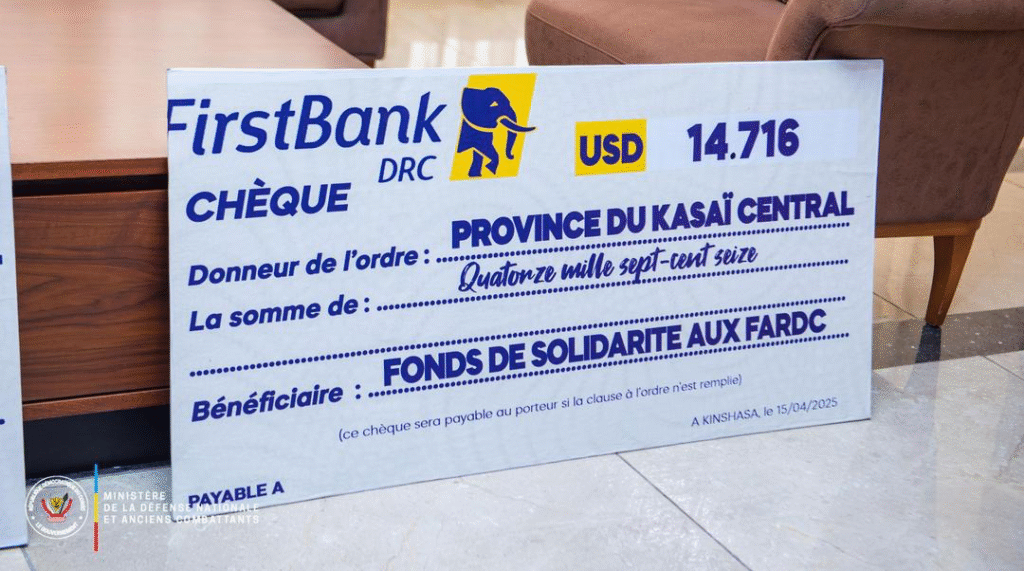 FirstBank
DRC
USD 14.716
CHÈQUE
Donneur de l'ordre : PROVINCE DU KASAÏ CENTRAL
La somme de : Quatorze mille sept-cent seize
Bénéficiaire : FONDS DE SOLIDARITE AUX FARDC
(ce chèque sera payable au porteur si la clause à l'ordre n'est remplie)
A KINSHASA, le 15/04/2025
PAYABLE A
MINISTÈRE
DE LA DÉFENSE NATIONALE
ET ANCIENS COMBATTANTS